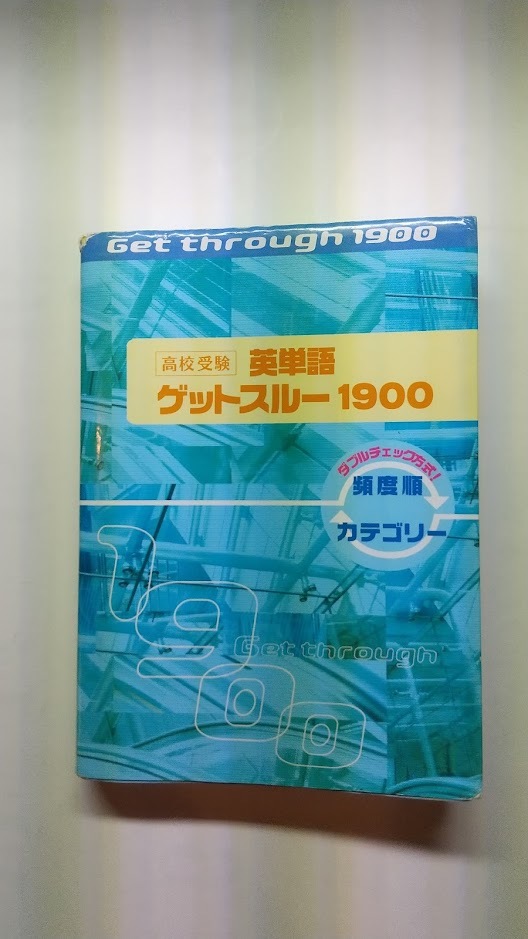 Get through 1900
高校受験 英単語
ゲットスルー 1900
ダブルチェック方式!
頻度順
カテゴリー
1900
Get through